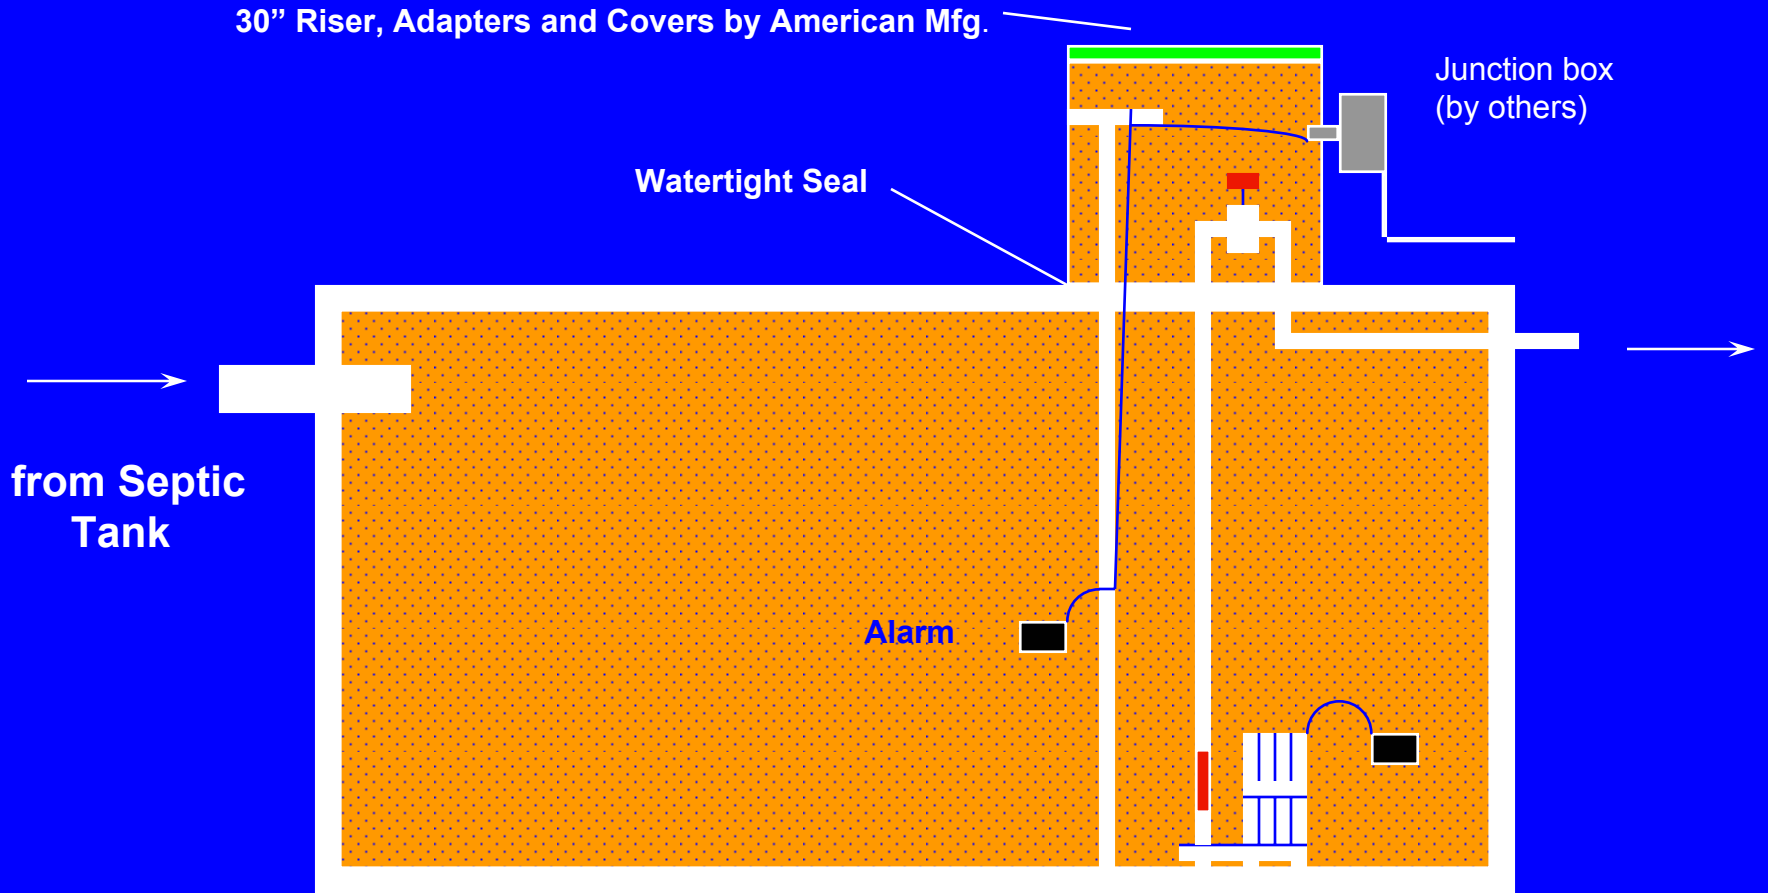 30” Riser, Adapters and Covers by American Mfg.
Junction box
(by others)
Watertight Seal
from Septic
Tank
Alarm